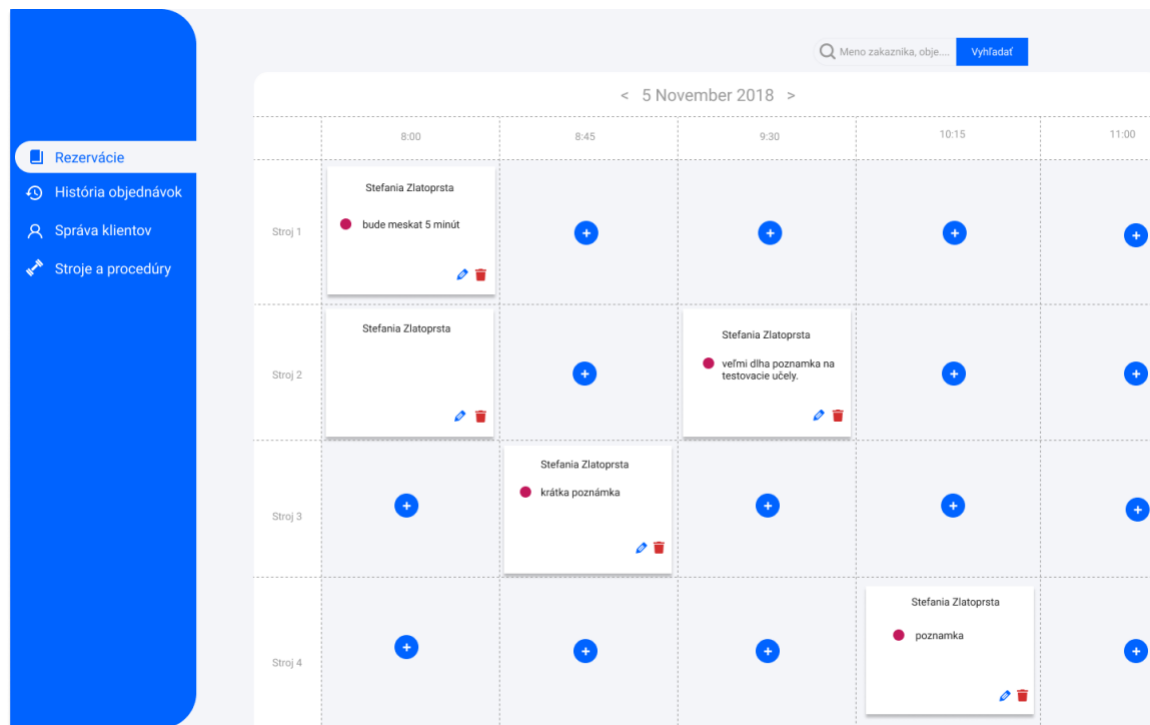 Meno zakaznika, obje....
Vyhľadať
< 5 November 2018 >
8:00
8:45
9:30
10:15
11:00
Rezervácie
História objednávok
Správa klientov
Stroje a procedúry
Stroj 1
Stefania Zlatoprsta
bude meskat 5 minút
Stroj 2
Stefania Zlatoprsta
Stefania Zlatoprsta
veľmi dlha poznamka na
testovacie učely.
Stroj 3
Stefania Zlatoprsta
krátka poznámka
Stroj 4
Stefania Zlatoprsta
poznamka